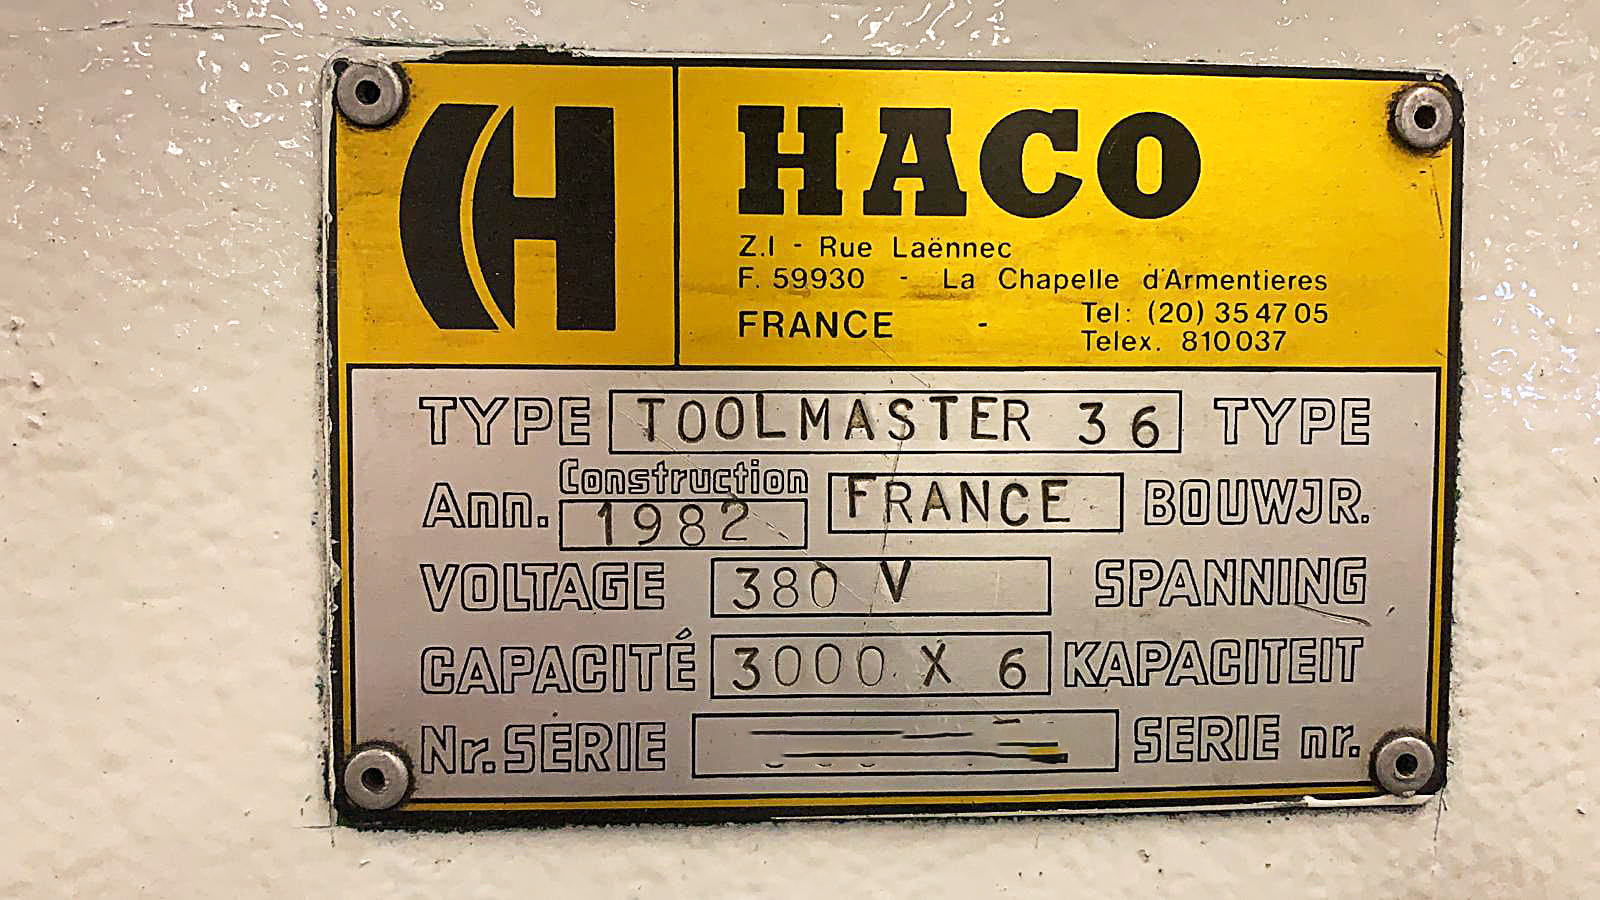 H HACO
Z.I - Rue Laënnec
F. 59930 - La Chapelle d'Armentieres
FRANCE - Tel: (20) 35 47 05
Telex. 810037
TYPE TOOLMASTER 36 TYPE
Ann. Construction 1982 FRANCE BOUWJR.
VOLTAGE 380 V SPANNING
CAPACITÉ 3000 X 6 KAPACITEIT
Nr. SERIE SERIE nr.